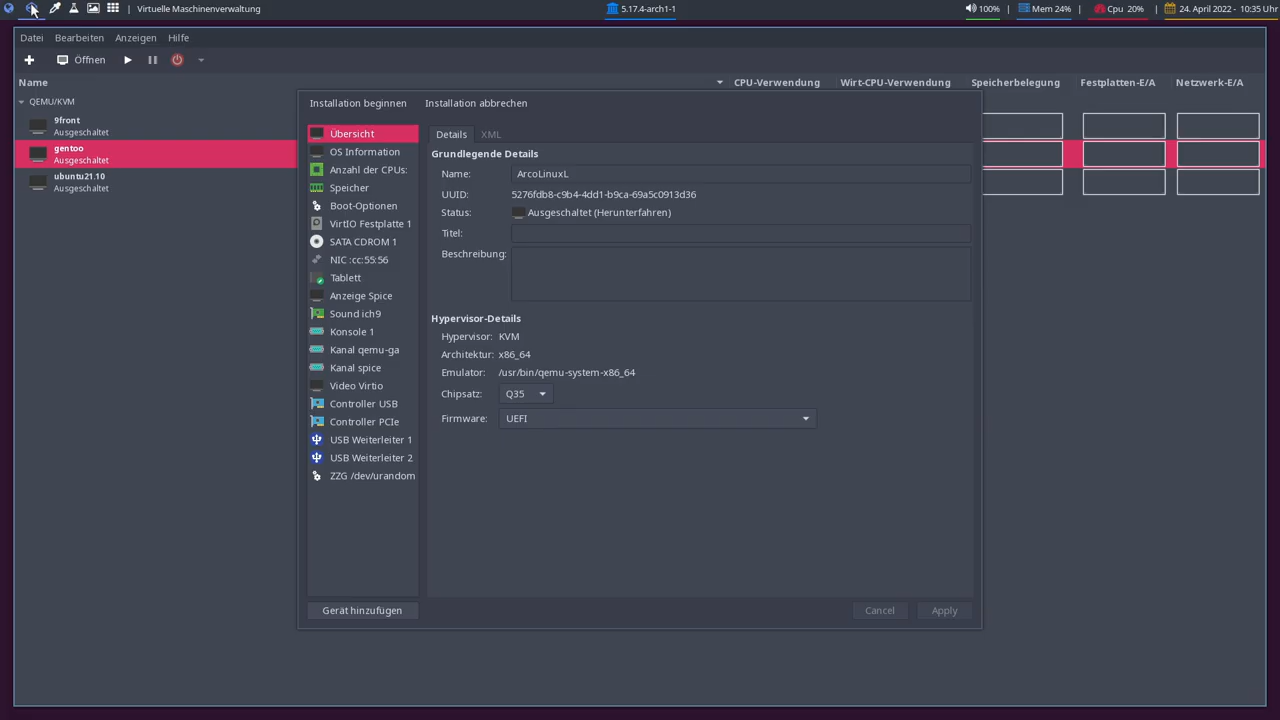 Virtuelle Maschinenverwaltung
5.17.4-arch1-1
100%
Mem 24%
Cpu 20%
24. April 2022 - 10:35 Uhr
Datei Bearbeiten Anzeigen Hilfe
Öffnen
Name CPU-Verwendung Wirt-CPU-Verwendung Speicherbelegung Festplatten-E/A Netzwerk-E/A
QEMU/KVM
9front
Ausgeschaltet
gentoo
Ausgeschaltet
ubuntu21.10
Ausgeschaltet
Installation beginnen Installation abbrechen
Übersicht
OS Information
Anzahl der CPUs:
Speicher
Boot-Optionen
VirtIO Festplatte 1
SATA CDROM 1
NIC :cc:55:56
Tablett
Anzeige Spice
Sound ich9
Konsole 1
Kanal qemu-ga
Kanal spice
Video Virtio
Controller USB
Controller PCIe
USB Weiterleiter 1
USB Weiterleiter 2
ZZG /dev/urandom
Gerät hinzufügen
Details XML
Grundlegende Details
Name: ArcoLinuxL
UUID: 5276fdb8-c9b4-4dd1-b9ca-69a5c0913d36
Status: Ausgeschaltet (Herunterfahren)
Titel:
Beschreibung:
Hypervisor-Details
Hypervisor: KVM
Architektur: x86_64
Emulator: /usr/bin/qemu-system-x86_64
Chipsatz: Q35
Firmware: UEFI
Cancel Apply